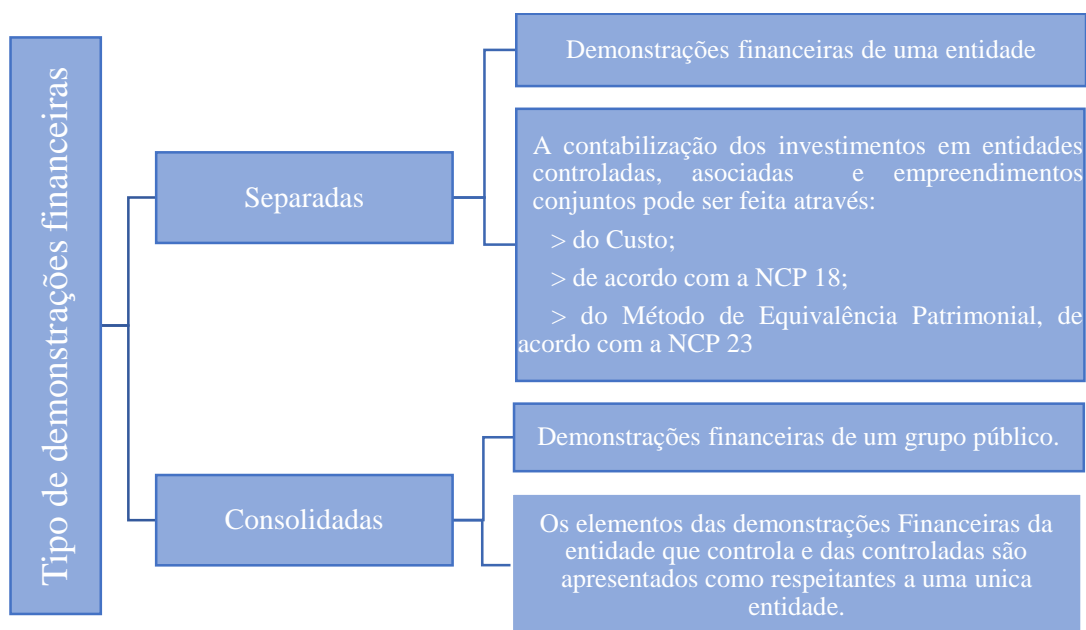 Tipo de demonstrações financeiras
Separadas
Demonstrações financeiras de uma entidade
A contabilização dos investimentos em entidades
controladas, asociadas e empreendimentos
conjuntos pode ser feita através:
> do Custo;
> de acordo com a NCP 18;
> do Método de Equivalência Patrimonial, de
acordo com a NCP 23
Consolidadas
Demonstrações financeiras de um grupo público.
Os elementos das demonstrações Financeiras da
entidade que controla e das controladas são
apresentados como respeitantes a uma unica
entidade.